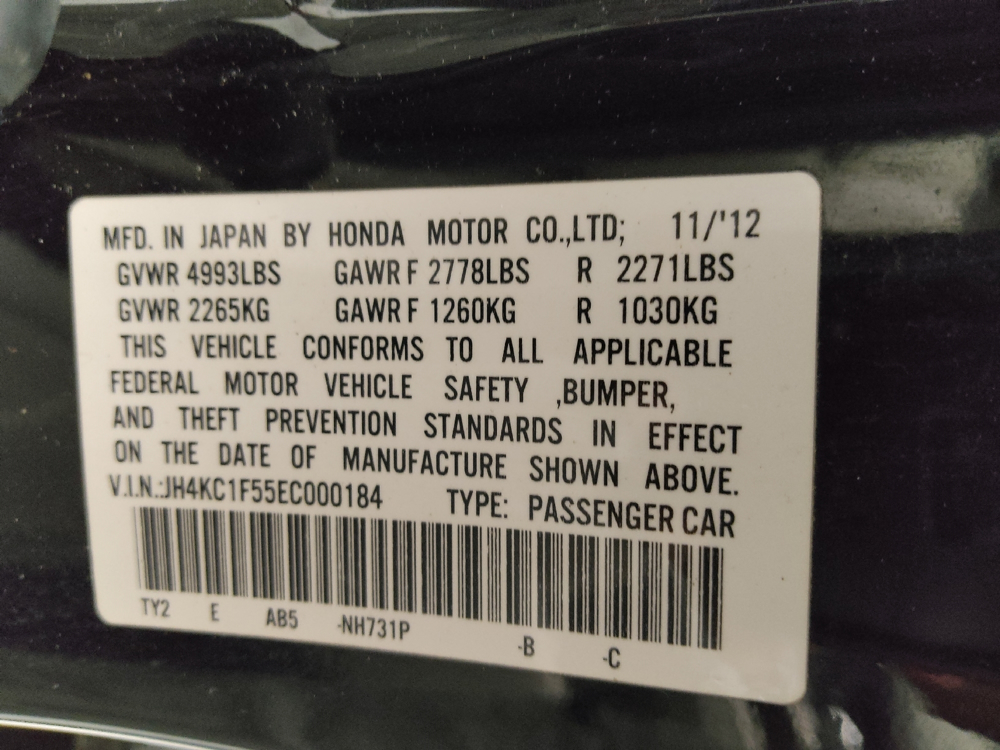 MFD. IN JAPAN BY HONDA MOTOR CO.,LTD; 11/'12
GVWR 4993LBS GAWR F 2778LBS R 2271LBS
GVWR 2265KG GAWR F 1260KG R 1030KG
THIS VEHICLE CONFORMS TO ALL APPLICABLE
FEDERAL MOTOR VEHICLE SAFETY ,BUMPER,
AND THEFT PREVENTION STANDARDS IN EFFECT
ON THE DATE OF MANUFACTURE SHOWN ABOVE.
V.I.N.:JH4KC1F55EC000184 TYPE: PASSENGER CAR
TY2 E AB5 -NH731P -B -C